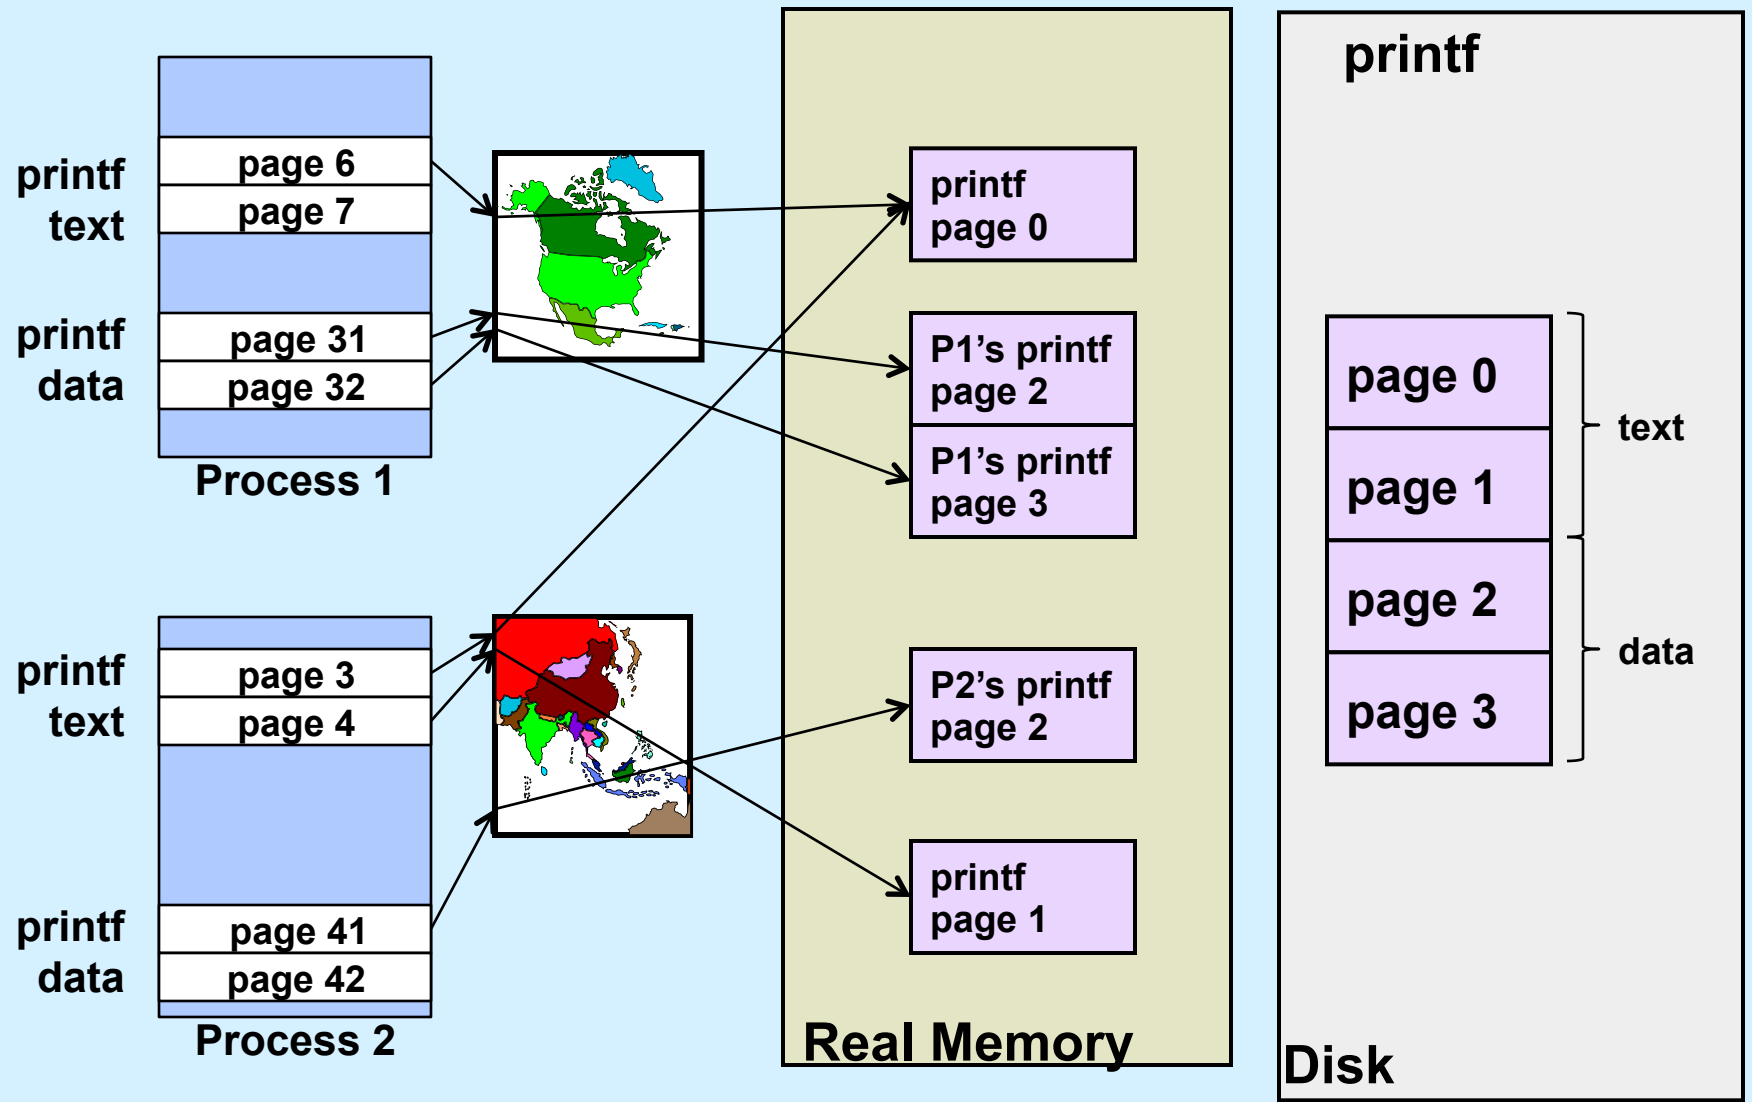 printf
text
page 6
page 7
printf
data
page 31
page 32
Process 1
printf
text
page 3
page 4
printf
data
page 41
page 42
Process 2
printf
page 0
P1’s printf
page 2
P1’s printf
page 3
P2’s printf
page 2
printf
page 1
Real Memory
printf
page 0
page 1
page 2
page 3
text
data
Disk